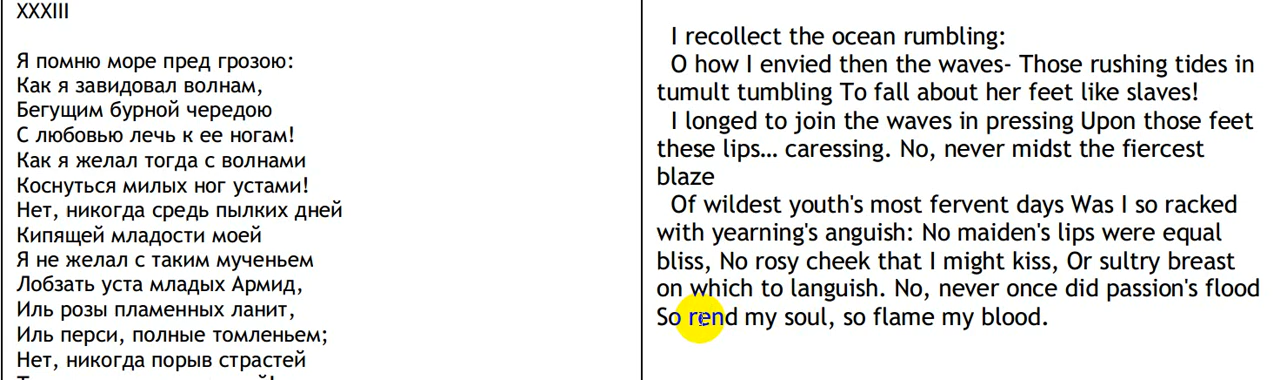 XXXIII
Я помню море пред грозою:
Как я завидовал волнам,
Бегущим бурной чередою
С любовью лечь к ее ногам!
Как я желал тогда с волнами
Коснуться милых ног устами!
Нет, никогда средь пылких дней
Кипящей младости моей
Я не желал с таким мученьем
Лобзать уста младых Армид,
Иль розы пламенных ланит,
Иль перси, полные томленьем;
Нет, никогда порыв страстей
I recollect the ocean rumbling:
O how I envied then the waves- Those rushing tides in
tumult tumbling To fall about her feet like slaves!
I longed to join the waves in pressing Upon those feet
these lips... caressing. No, never midst the fiercest
blaze
Of wildest youth's most fervent days Was I so racked
with yearning's anguish: No maiden's lips were equal
bliss, No rosy cheek that I might kiss, Or sultry breast
on which to languish. No, never once did passion's flood
So rend my soul, so flame my blood.